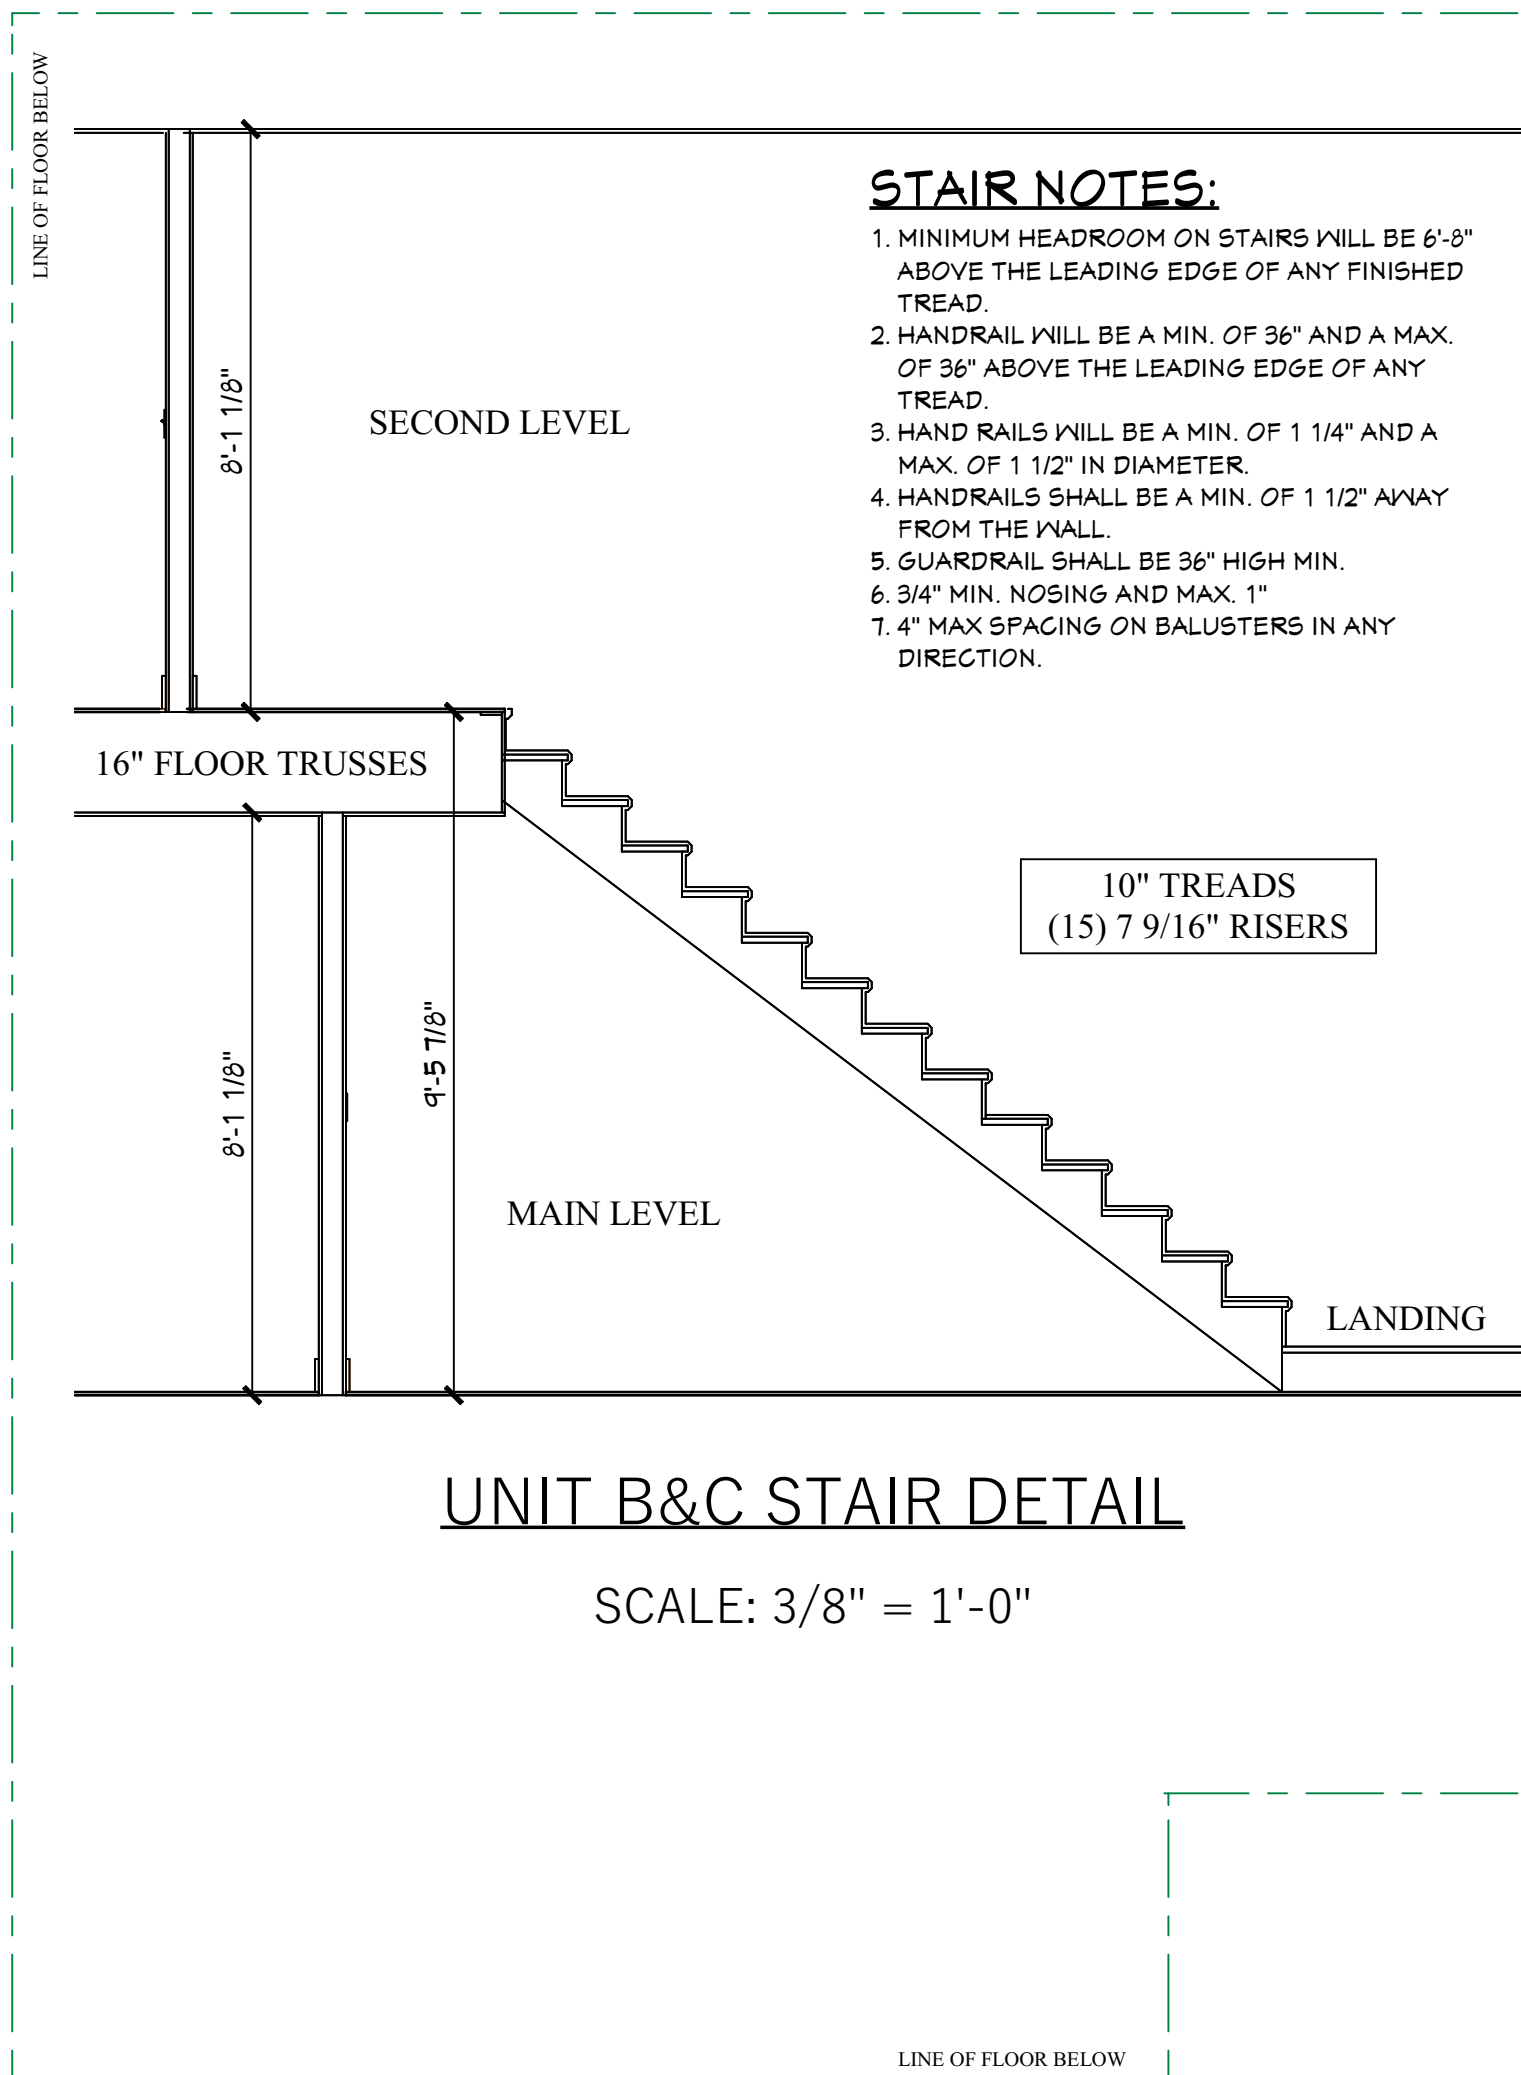 LINE OF FLOOR BELOW
STAIR NOTES:
1. MINIMUM HEADROOM ON STAIRS WILL BE 6'-8"
ABOVE THE LEADING EDGE OF ANY FINISHED
TREAD.
2. HANDRAIL WILL BE A MIN. OF 36" AND A MAX.
OF 36" ABOVE THE LEADING EDGE OF ANY
TREAD.
3. HAND RAILS WILL BE A MIN. OF 1 1/4" AND A
MAX. OF 1 1/2" IN DIAMETER.
4. HANDRAILS SHALL BE A MIN. OF 1 1/2" AWAY
FROM THE WALL.
5. GUARDRAIL SHALL BE 36" HIGH MIN.
6. 3/4" MIN. NOSING AND MAX. 1"
7. 4" MAX SPACING ON BALUSTERS IN ANY
DIRECTION.
8'-1 1/8"
SECOND LEVEL
16" FLOOR TRUSSES
10" TREADS
(15) 7 9/16" RISERS
8'-1 1/8"
9'-5 7/8"
MAIN LEVEL
LANDING
UNIT B&C STAIR DETAIL
SCALE: 3/8" = 1'-0"
LINE OF FLOOR BELOW